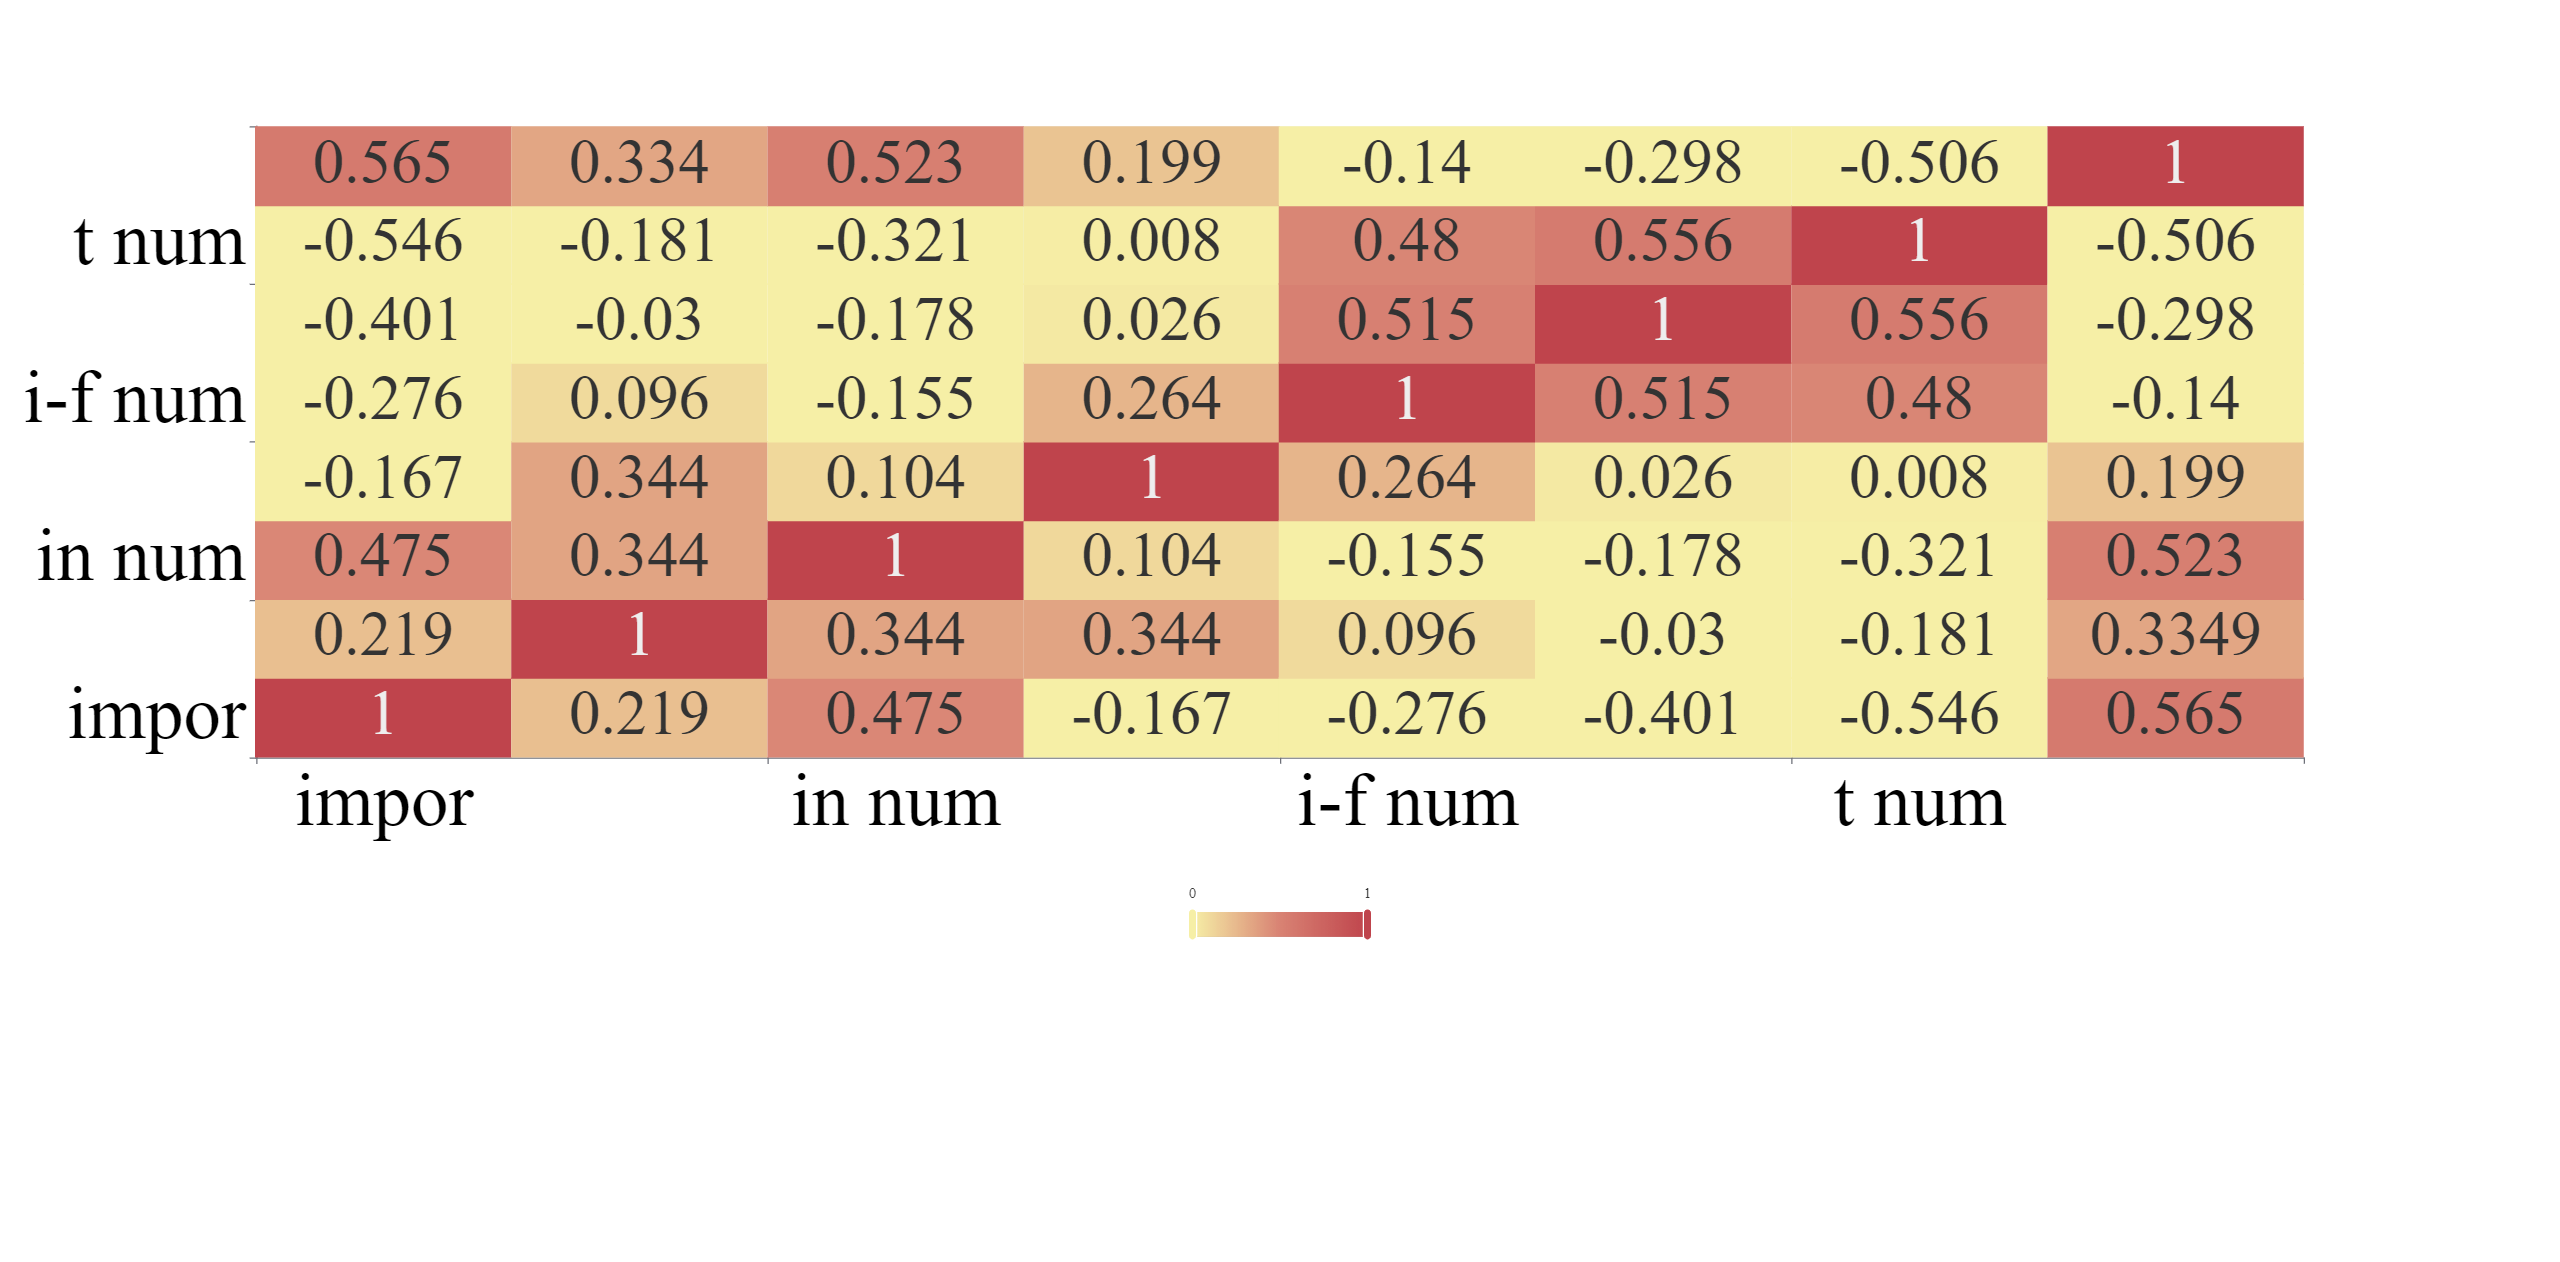 0.565 0.334 0.523 0.199 -0.14 -0.298 -0.506 1
t num -0.546 -0.181 -0.321 0.008 0.48 0.556 1 -0.506
-0.401 -0.03 -0.178 0.026 0.515 1 0.556 -0.298
i-f num -0.276 0.096 -0.155 0.264 1 0.515 0.48 -0.14
-0.167 0.344 0.104 1 0.264 0.026 0.008 0.199
in num 0.475 0.344 1 0.104 -0.155 -0.178 -0.321 0.523
0.219 1 0.344 0.344 0.096 -0.03 -0.181 0.3349
impor 1 0.219 0.475 -0.167 -0.276 -0.401 -0.546 0.565
impor in num i-f num t num
0 1